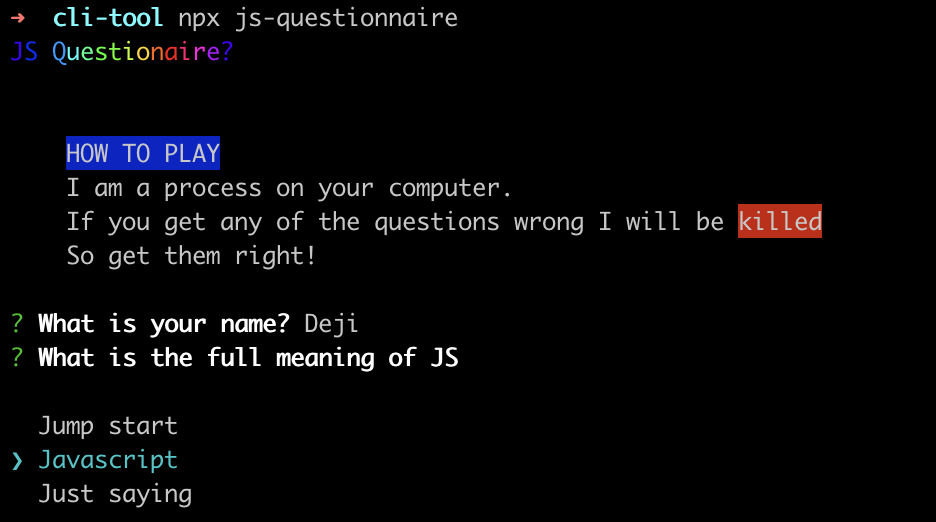 ➜ cli-tool npx js-questionnaire
JS Questionaire?
HOW TO PLAY
I am a process on your computer.
If you get any of the questions wrong I will be killed
So get them right!
? What is your name? Deji
? What is the full meaning of JS
Jump start
❯ Javascript
Just saying